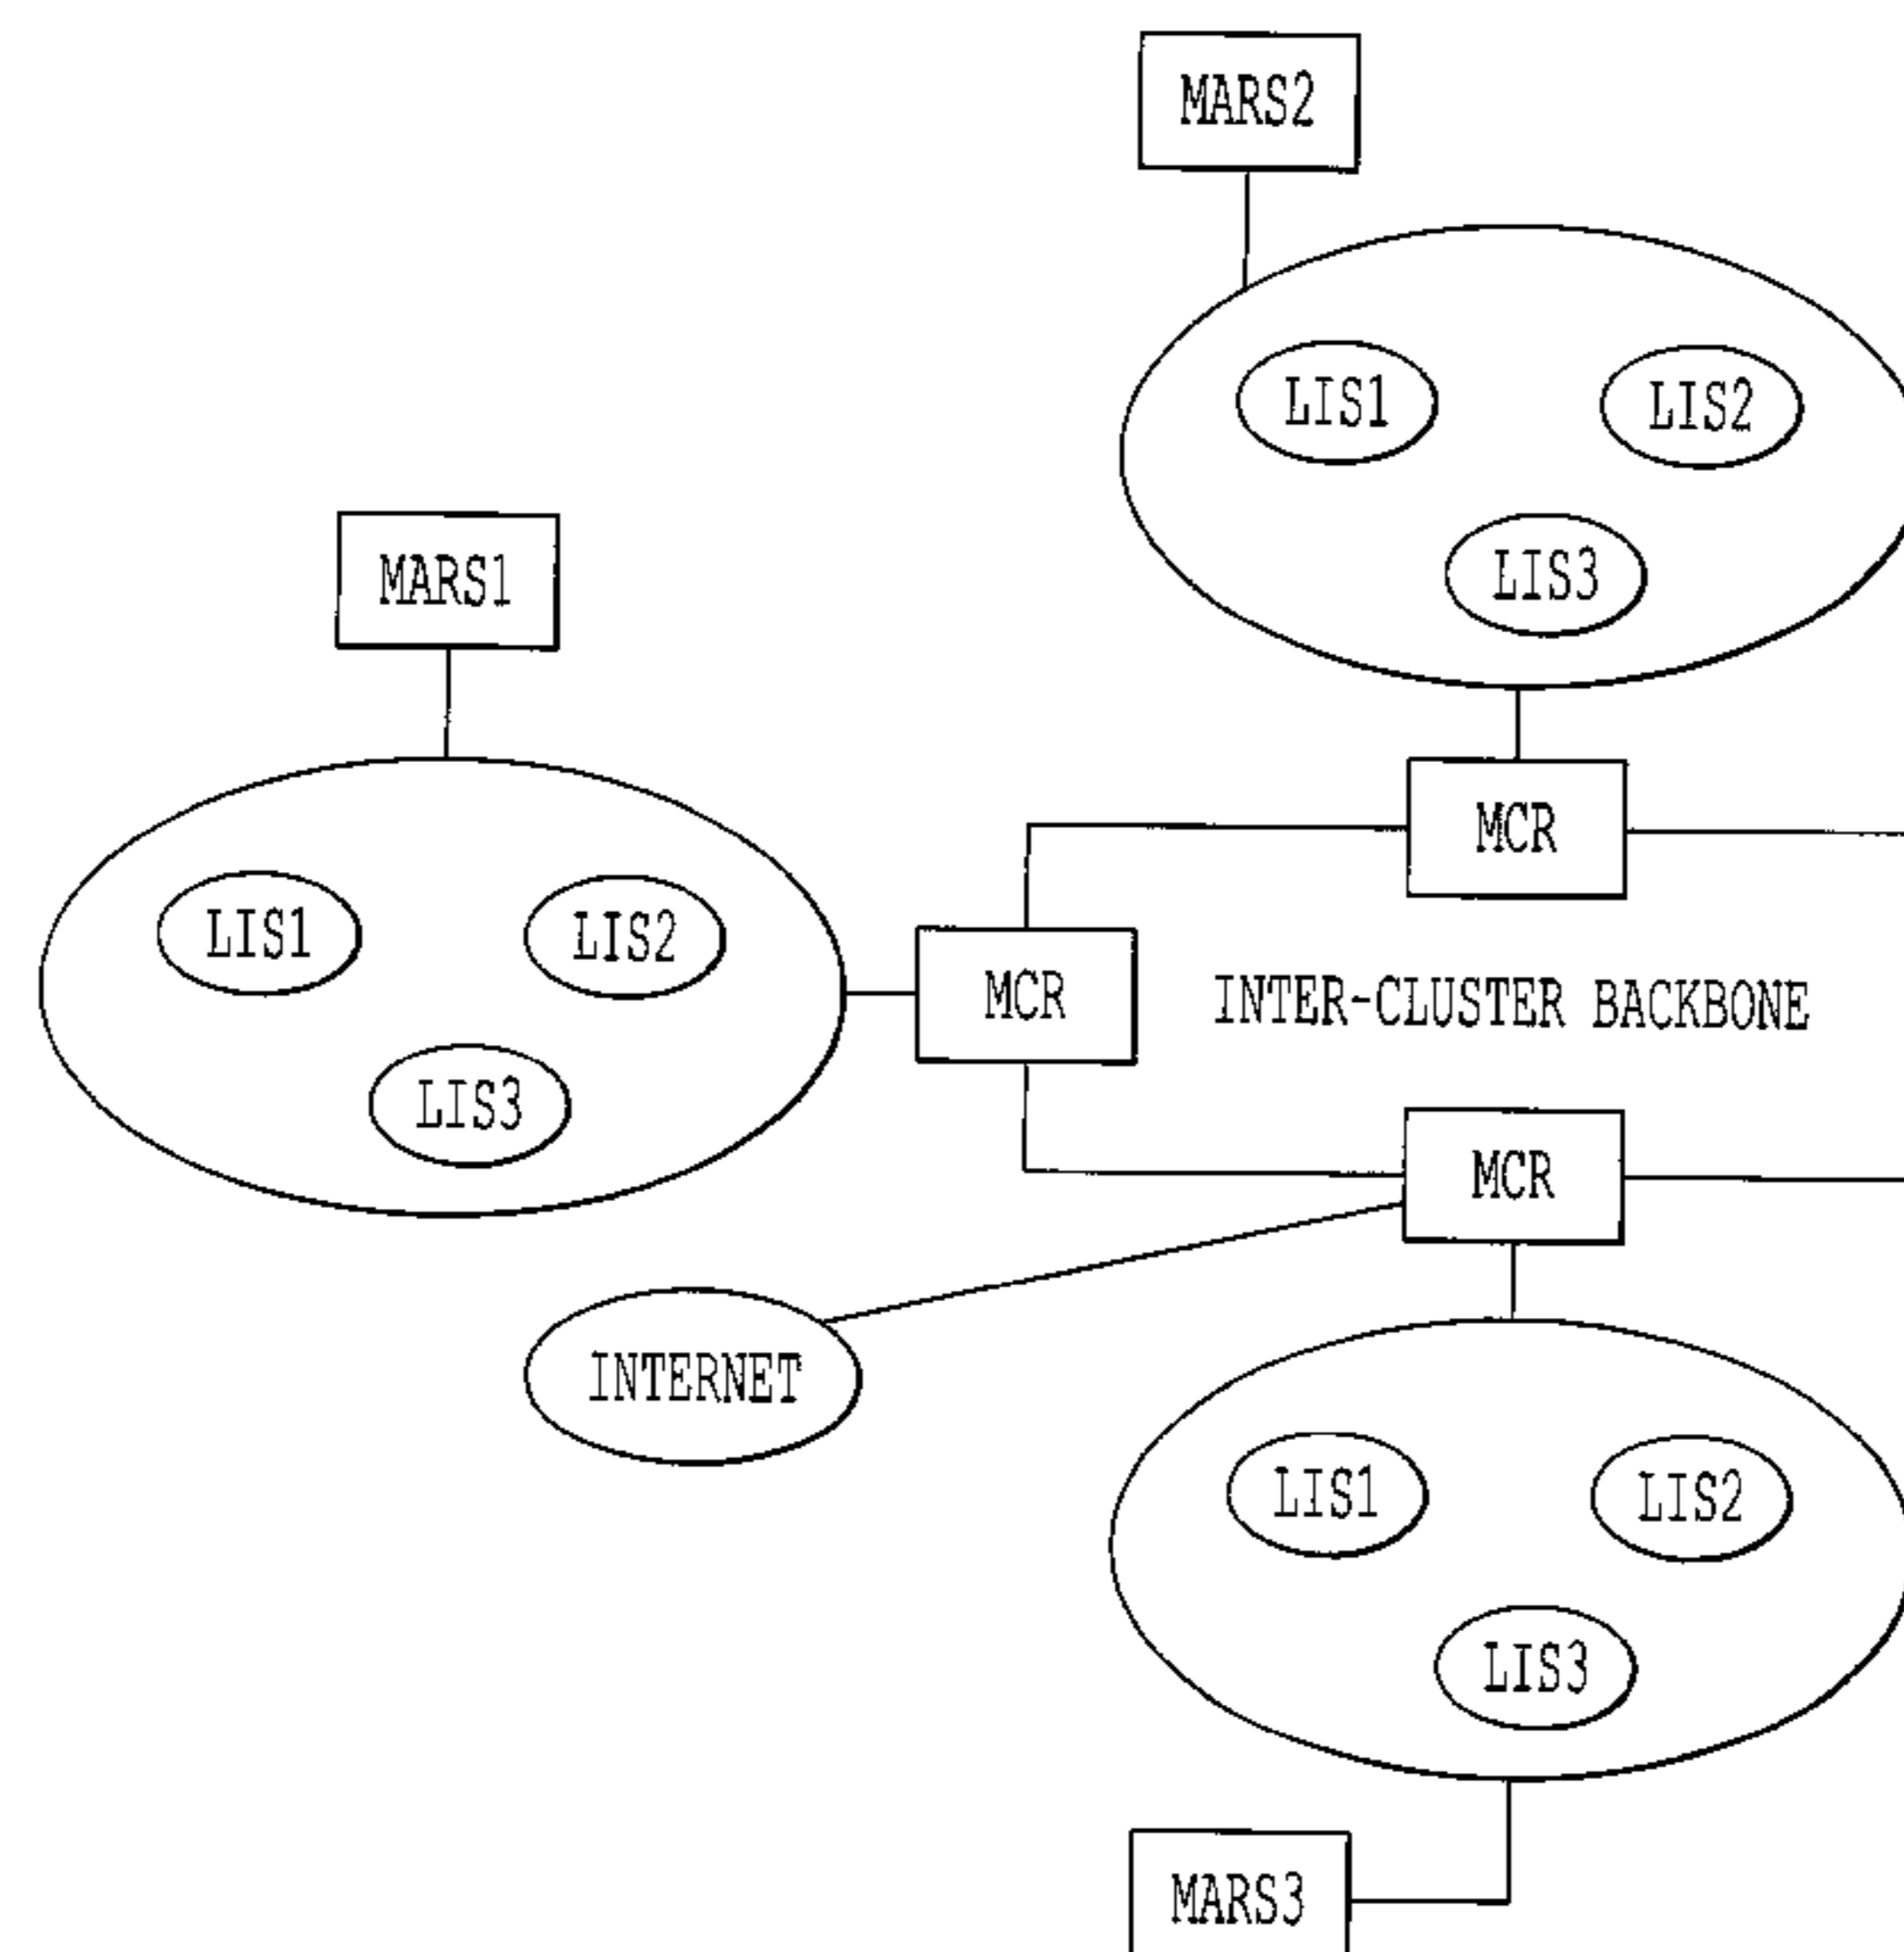 MARS2
LIS1
LIS2
LIS3
MARS1
MCR
LIS1
LIS2
MCR
INTER-CLUSTER BACKBONE
LIS3
MCR
INTERNET
LIS1
LIS2
LIS3
MARS3